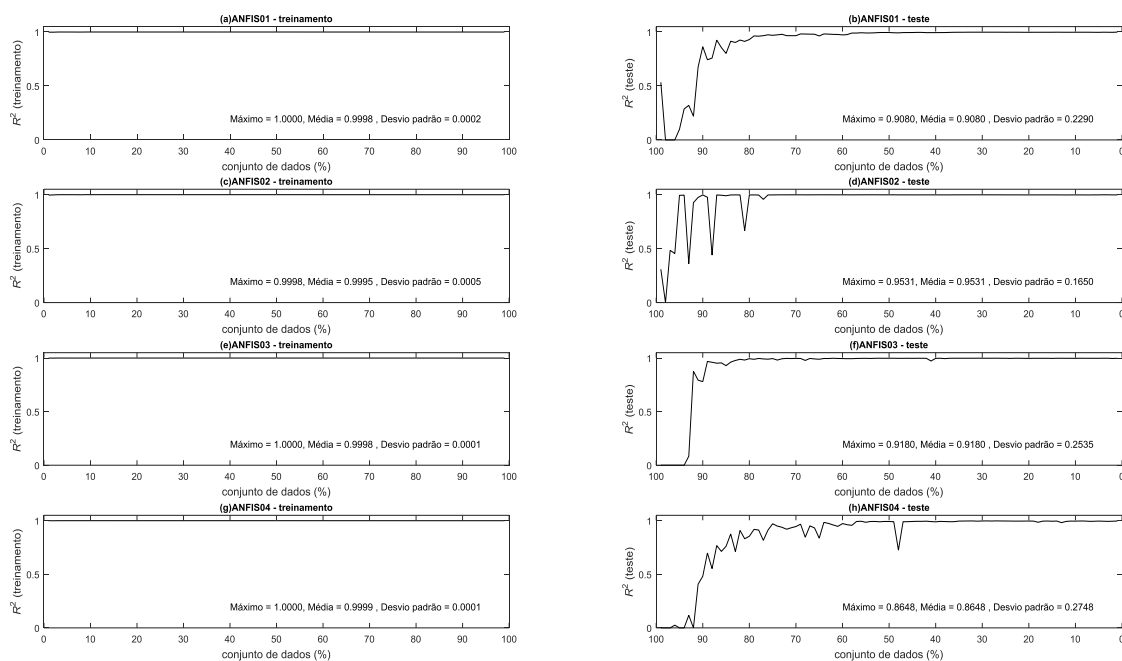 (a)ANFIS01 - treinamento
R² (treinamento)
1
0.5
0
Máximo = 1.0000, Média = 0.9998 , Desvio padrão = 0.0002
0 10 20 30 40 50 60 70 80 90 100
conjunto de dados (%)
(b)ANFIS01 - teste
R² (teste)
1
0.5
0
Máximo = 0.9080, Média = 0.9080 , Desvio padrão = 0.2290
100 90 80 70 60 50 40 30 20 10 0
conjunto de dados (%)
(c)ANFIS02 - treinamento
R² (treinamento)
1
0.5
0
Máximo = 0.9998, Média = 0.9995 , Desvio padrão = 0.0005
0 10 20 30 40 50 60 70 80 90 100
conjunto de dados (%)
(d)ANFIS02 - teste
R² (teste)
1
0.5
0
Máximo = 0.9531, Média = 0.9531 , Desvio padrão = 0.1650
100 90 80 70 60 50 40 30 20 10 0
conjunto de dados (%)
(e)ANFIS03 - treinamento
R² (treinamento)
1
0.5
0
Máximo = 1.0000, Média = 0.9998 , Desvio padrão = 0.0001
0 10 20 30 40 50 60 70 80 90 100
conjunto de dados (%)
(f)ANFIS03 - teste
R² (teste)
1
0.5
0
Máximo = 0.9180, Média = 0.9180 , Desvio padrão = 0.2535
100 90 80 70 60 50 40 30 20 10 0
conjunto de dados (%)
(g)ANFIS04 - treinamento
R² (treinamento)
1
0.5
0
Máximo = 1.0000, Média = 0.9999 , Desvio padrão = 0.0001
0 10 20 30 40 50 60 70 80 90 100
conjunto de dados (%)
(h)ANFIS04 - teste
R² (teste)
1
0.5
0
Máximo = 0.8648, Média = 0.8648 , Desvio padrão = 0.2748
100 90 80 70 60 50 40 30 20 10 0
conjunto de dados (%)